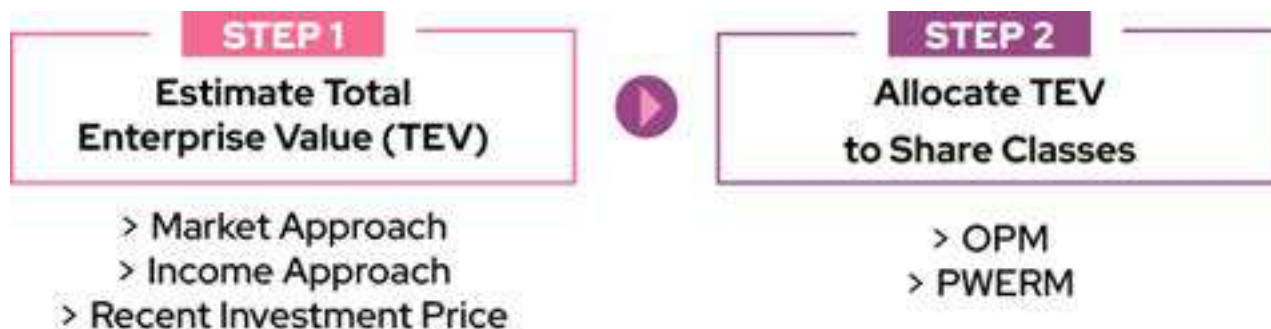 STEP 1
Estimate Total
Enterprise Value (TEV)
> Market Approach
> Income Approach
> Recent Investment Price
STEP 2
Allocate TEV
to Share Classes
> OPM
> PWERM